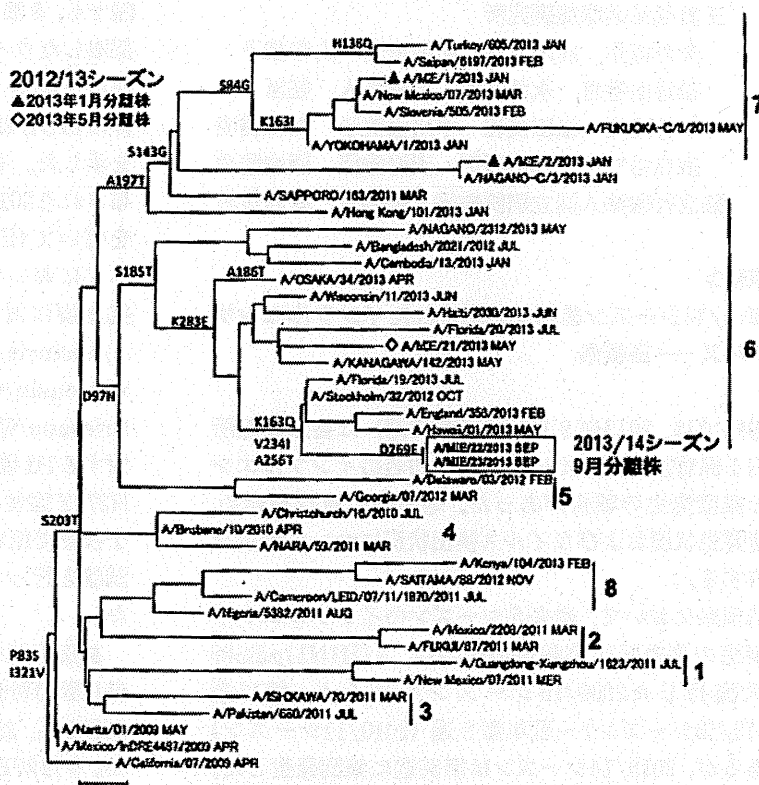 H138Q
A/Turkey/605/2013 JAN
A/Saipan/6197/2013 FEB
2012/13シーズン
▲2013年1月分離株
◇2013年5月分離株
S84G
▲ A/MIE/1/2013 JAN
A/New Mexico/07/2013 MAR
A/Slovenia/505/2013 FEB
7
K163I
A/FUKUOKA-C/8/2013 MAY
A/YOKOHAMA/1/2013 JAN
S143G
▲ A/MIE/2/2013 JAN
A/NAGANO-C/3/2013 JAN
A197T
A/SAPPORO/163/2011 MAR
A/Hong Kong/101/2013 JAN
A/NAGANO/2312/2013 MAY
A/Bangladesh/2021/2012 JUL
S185T
A/Cambodia/13/2013 JAN
A186T
A/OSAKA/34/2013 APR
A/Wisconsin/11/2013 JUN
K283E
A/Haiti/2030/2013 JUN
A/Florida/20/2013 JUL
◇ A/MIE/21/2013 MAY
6
A/KANAGAWA/142/2013 MAY
A/Florida/19/2013 JUL
A/Stockholm/32/2012 OCT
D97N
A/England/358/2013 FEB
K163Q
A/Hawaii/01/2013 MAY
V234I
A256T
D269E
A/MIE/22/2013 SEP
A/MIE/23/2013 SEP
2013/14シーズン
9月分離株
A/Delaware/03/2012 FEB
5
A/Georgia/07/2012 MAR
S203T
A/Christchurch/16/2010 JUL
4
A/Brisbane/10/2010 APR
A/NARA/53/2011 MAR
A/Kenya/104/2013 FEB
A/SAITAMA/88/2012 NOV
8
A/Cameroon/LEID/07/11/1870/2011 JUL
A/Nigeria/5382/2011 AUG
A/Mexico/2208/2011 MAR
2
A/FUKUI/87/2011 MAR
P83S
I321V
A/Guangdong-Xiangzhou/1623/2011 JUL
1
A/New Mexico/07/2011 MER
A/ISHIKAWA/70/2011 MAR
3
A/Pakistan/660/2011 JUL
A/Narita/01/2009 MAY
A/Mexico/InDRE4487/2009 APR
A/California/07/2009 APR